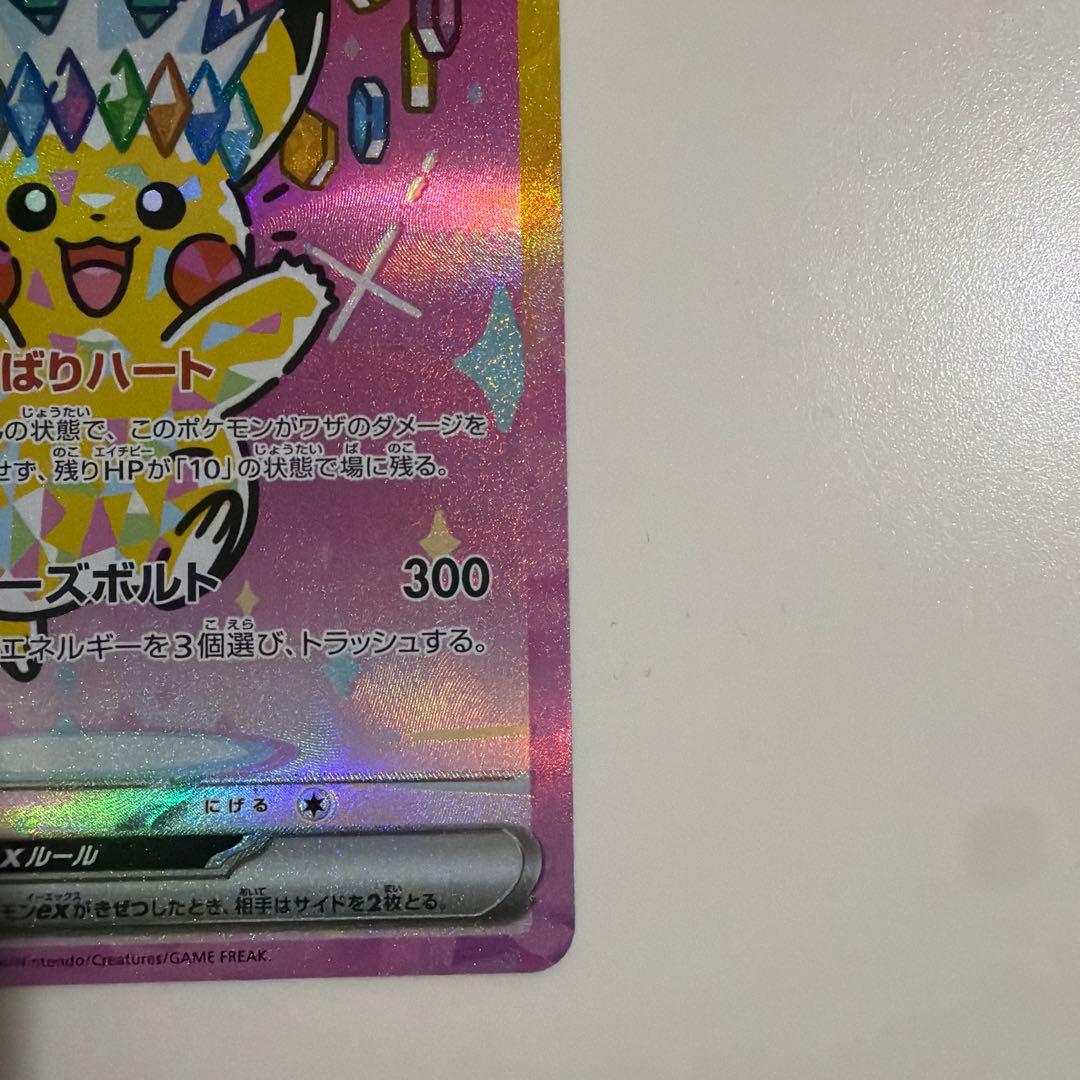 ばりハート
の状態で、このポケモンがワザのダメージを
せず、残りHPが「10」の状態で場に残る。
ーズボルト 300
エネルギーを3個選び、トラッシュする。
にげる
xルール
モンexがきぜつしたとき、相手はサイドを2枚とる。
Nintendo/Creatures/GAME FREAK.